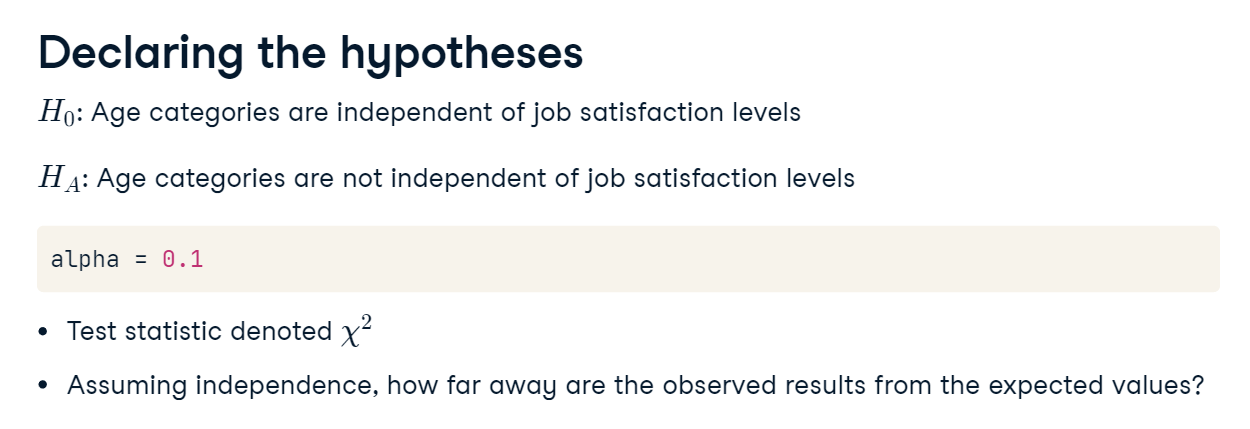 Declaring the hypotheses
H₀: Age categories are independent of job satisfaction levels
H_A: Age categories are not independent of job satisfaction levels
alpha = 0.1
• Test statistic denoted χ²
• Assuming independence, how far away are the observed results from the expected values?